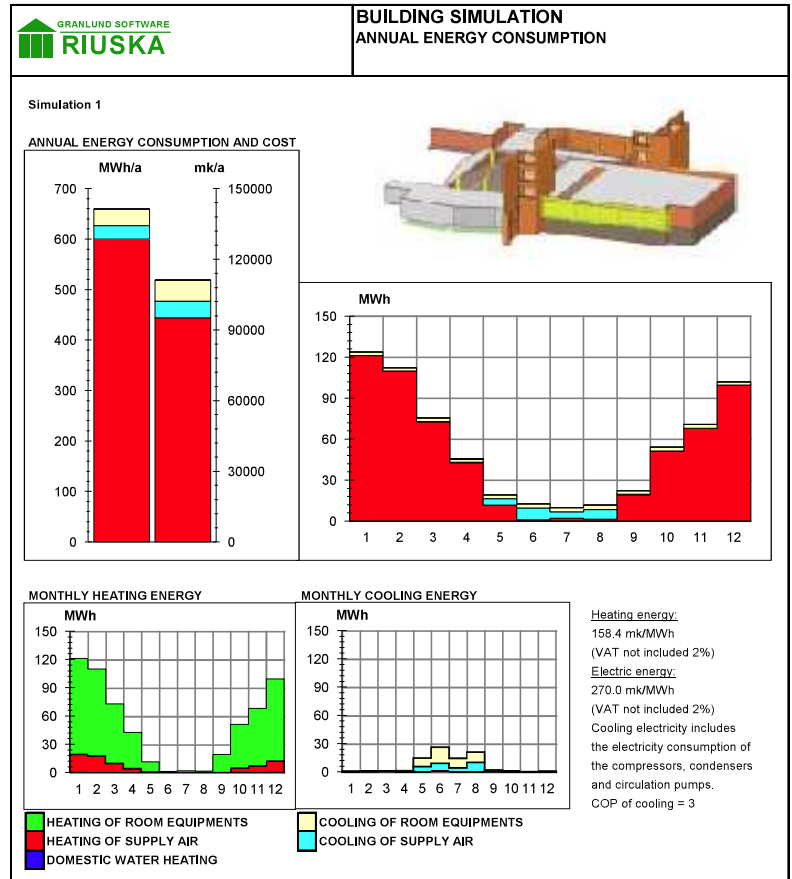 GRANLUND SOFTWARE
RIUSKA
BUILDING SIMULATION
ANNUAL ENERGY CONSUMPTION
Simulation 1
ANNUAL ENERGY CONSUMPTION AND COST
MWh/a mk/a
700 150000
600 120000
500
400 90000
300 60000
200
100 30000
0 0
MWh
150
120
90
60
30
0
1 2 3 4 5 6 7 8 9 10 11 12
MONTHLY HEATING ENERGY
MWh
150
120
90
60
30
0
1 2 3 4 5 6 7 8 9 10 11 12
HEATING OF ROOM EQUIPMENTS
HEATING OF SUPPLY AIR
DOMESTIC WATER HEATING
MONTHLY COOLING ENERGY
MWh
150
120
90
60
30
0
1 2 3 4 5 6 7 8 9 10 11 12
COOLING OF ROOM EQUIPMENTS
COOLING OF SUPPLY AIR
Heating energy:
158.4 mk/MWh
(VAT not included 2%)
Electric energy:
270.0 mk/MWh
(VAT not included 2%)
Cooling electricity includes
the electricity consumption of
the compressors, condensers
and circulation pumps.
COP of cooling = 3